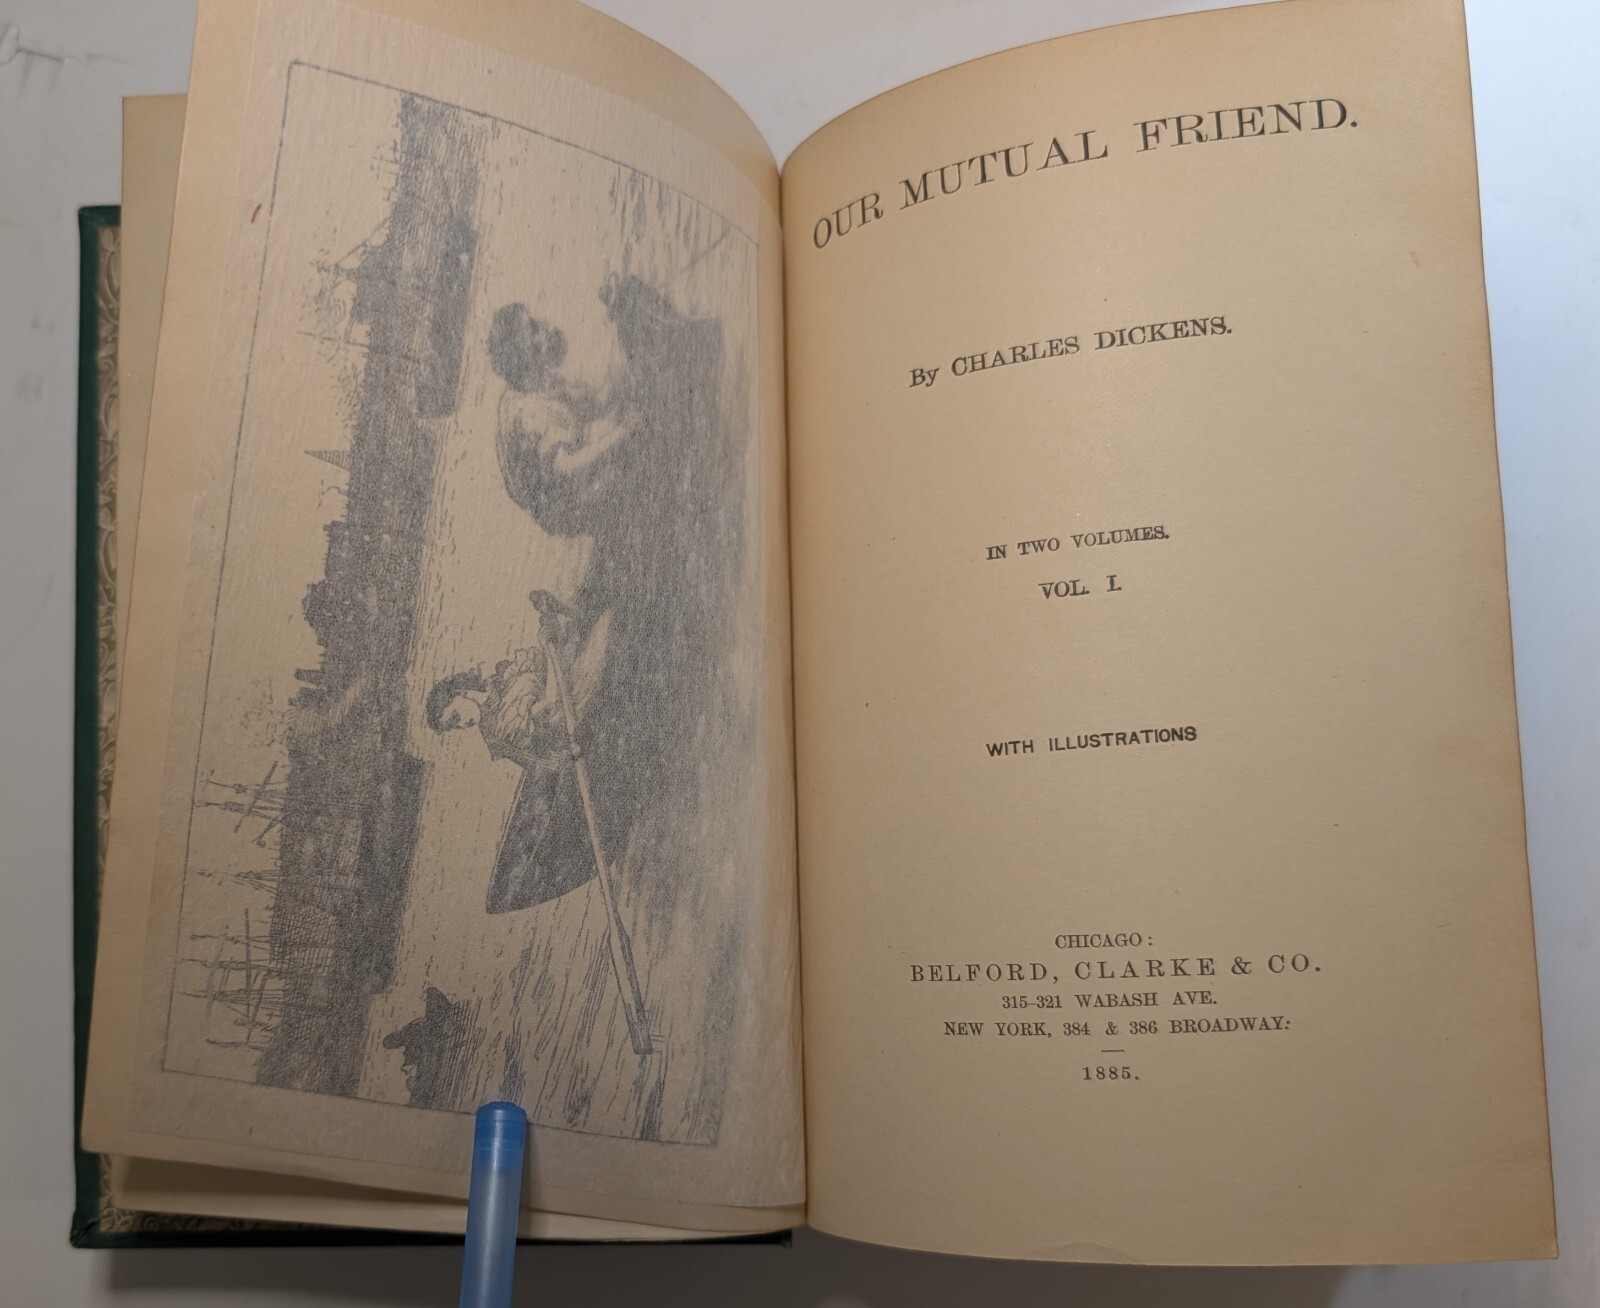 OUR MUTUAL FRIEND.
By CHARLES DICKENS.
IN TWO VOLUMES.
VOL. I.
WITH ILLUSTRATIONS
CHICAGO:
BELFORD, CLARKE & CO.
315-321 WABASH AVE.
NEW YORK, 384 & 386 BROADWAY:
1885.